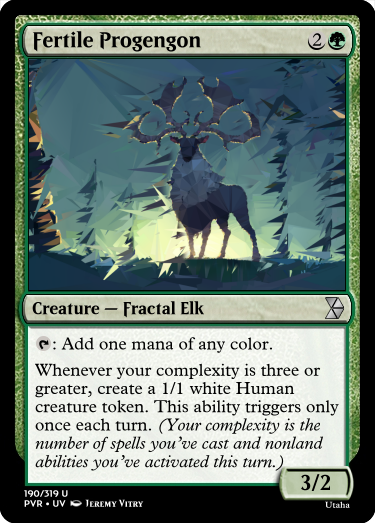 Fertile Progengon 2
Creature — Fractal Elk
: Add one mana of any color.
Whenever your complexity is three or
greater, create a 1/1 white Human
creature token. This ability triggers only
once each turn. (Your complexity is the
number of spells you've cast and nonland
abilities you've activated this turn.)
3/2
190/319 U
PVR • UV Jeremy Vitry
Utaha